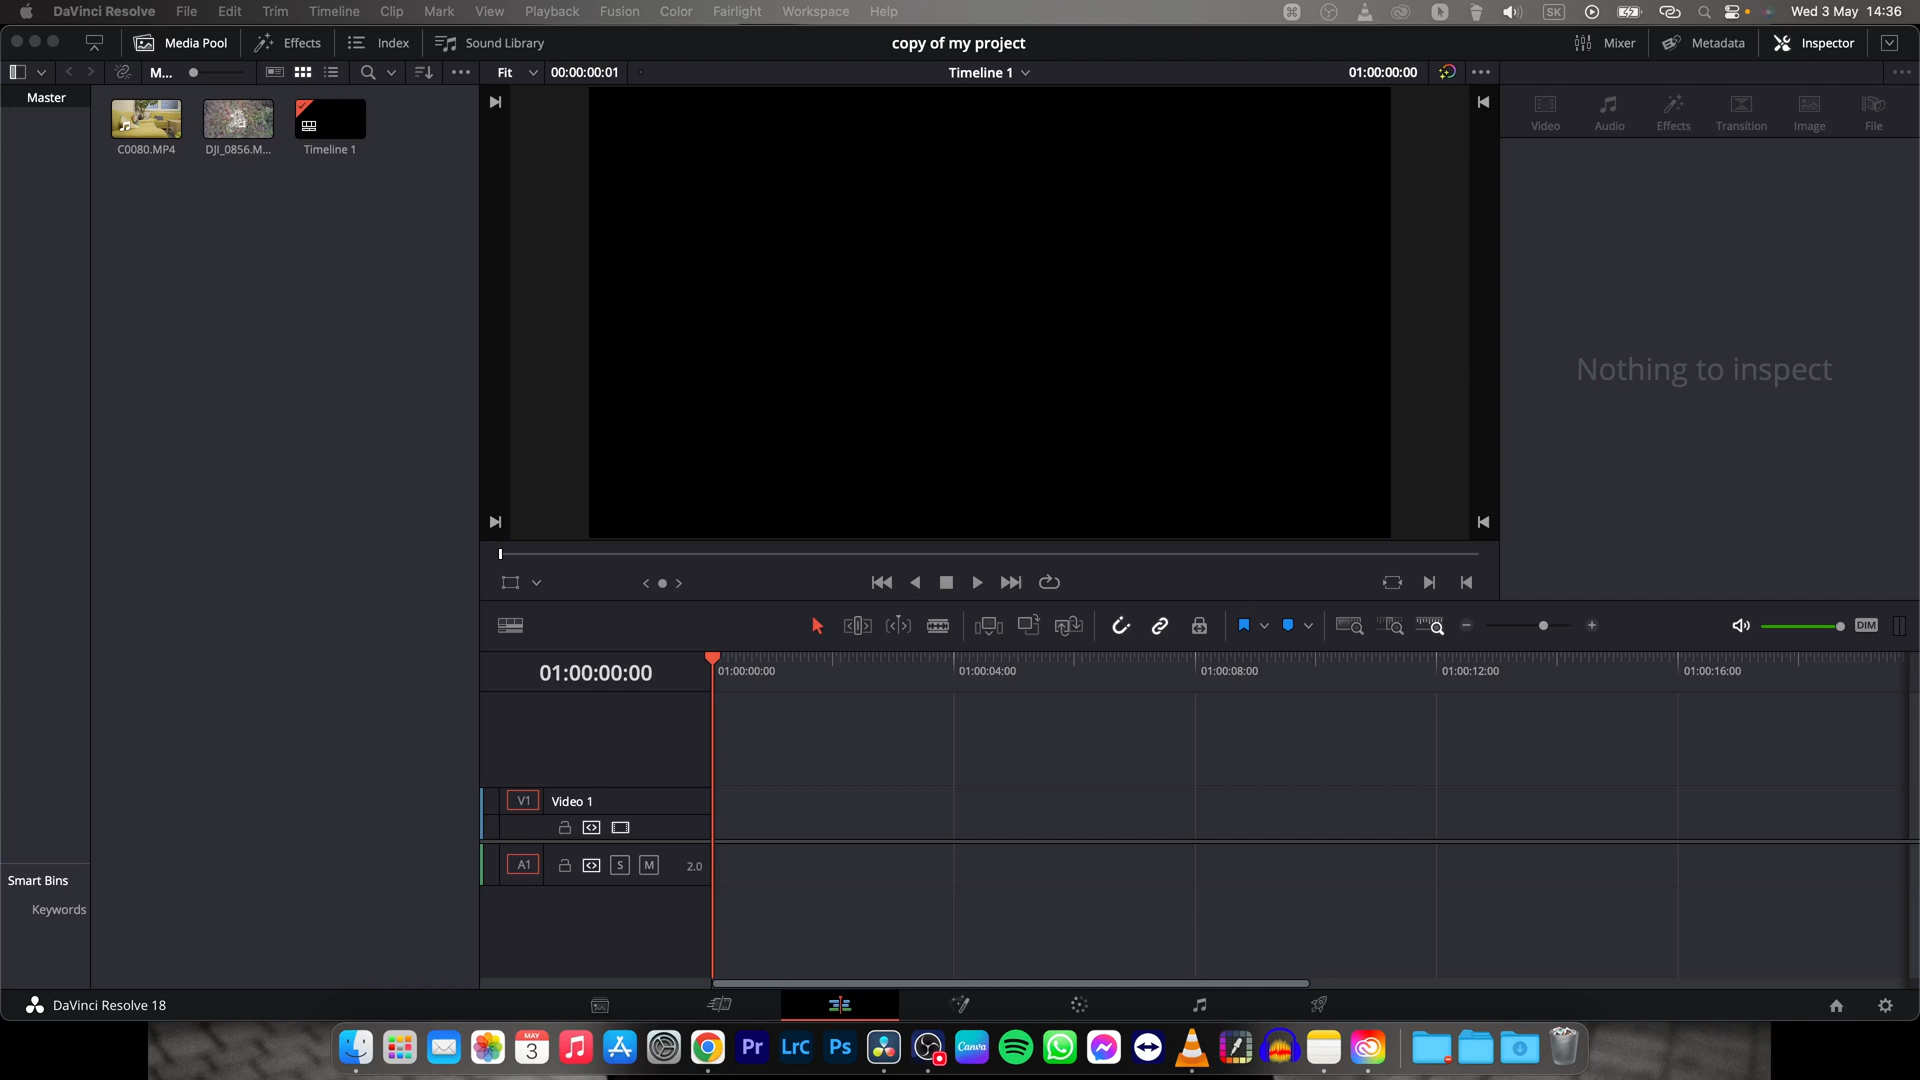 DaVinci Resolve File Edit Trim Timeline Clip Mark View Playback Fusion Color Fairlight Workspace Help SK Wed 3 May 14:36
Media Pool Effects Index Sound Library copy of my project Mixer Metadata Inspector
M... Fit 00:00:00:01 Timeline 1 01:00:00:00
Master
C0080.MP4 DJI_0856.M... Timeline 1
Video Audio Effects Transition Image File
Nothing to inspect
DIM
01:00:00:00 01:00:00:00 01:00:04:00 01:00:08:00 01:00:12:00 01:00:16:00
V1 Video 1
A1 S M 2.0
Smart Bins
Keywords
DaVinci Resolve 18
MAY
3
Pr LrC Ps Canva